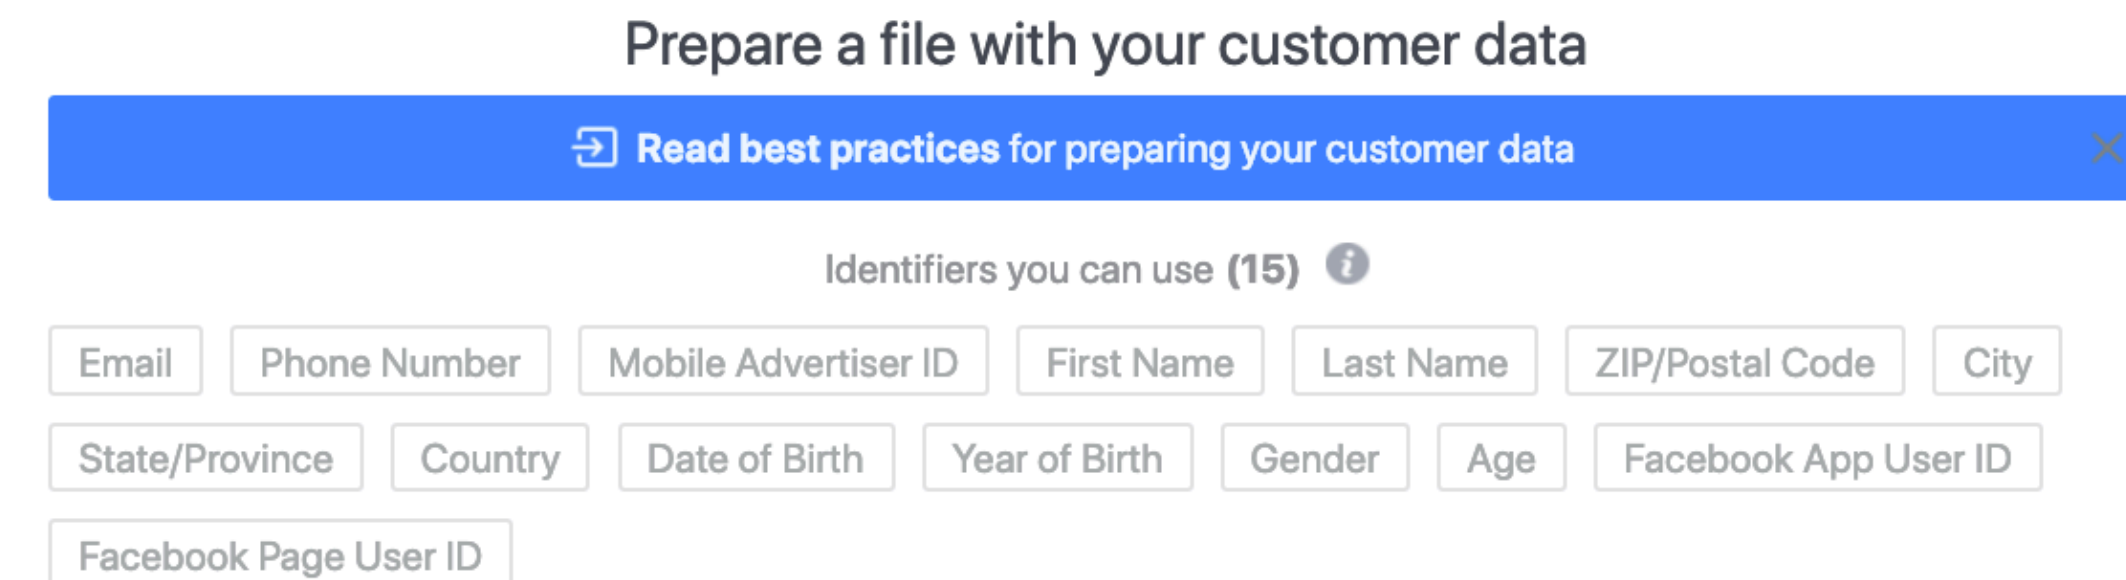 Prepare a file with your customer data
Read best practices for preparing your customer data
Identifiers you can use (15)
Email Phone Number Mobile Advertiser ID First Name Last Name ZIP/Postal Code City
State/Province Country Date of Birth Year of Birth Gender Age Facebook App User ID
Facebook Page User ID